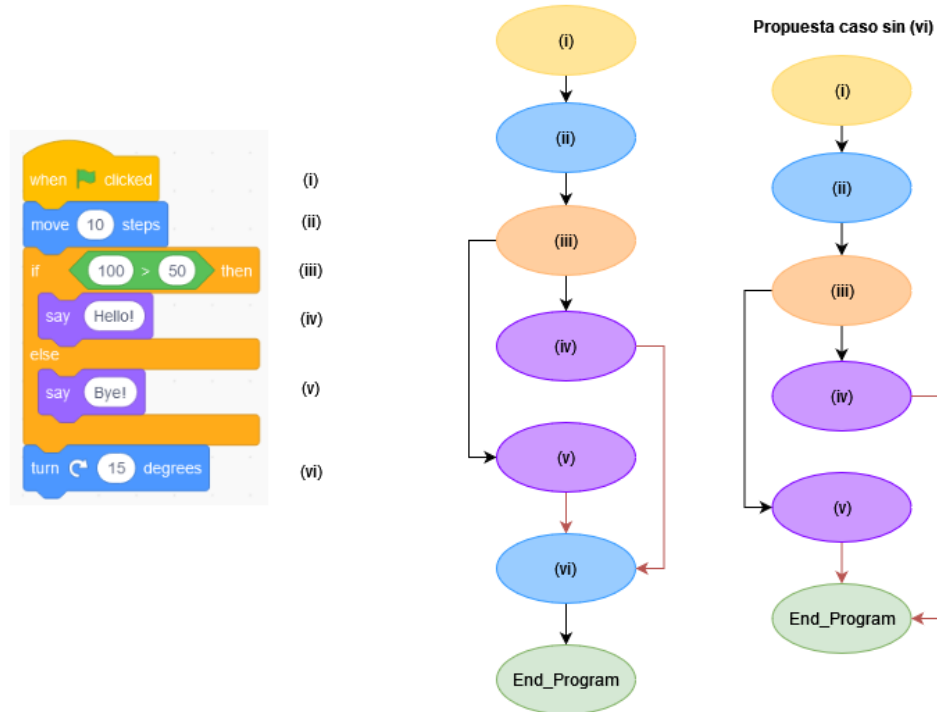 when clicked
move 10 steps
if 100 > 50 then
say Hello!
else
say Bye!
turn 15 degrees
(i)
(ii)
(iii)
(iv)
(v)
(vi)
(i)
(ii)
(iii)
(iv)
(v)
(vi)
End_Program
Propuesta caso sin (vi)
(i)
(ii)
(iii)
(iv)
(v)
End_Program